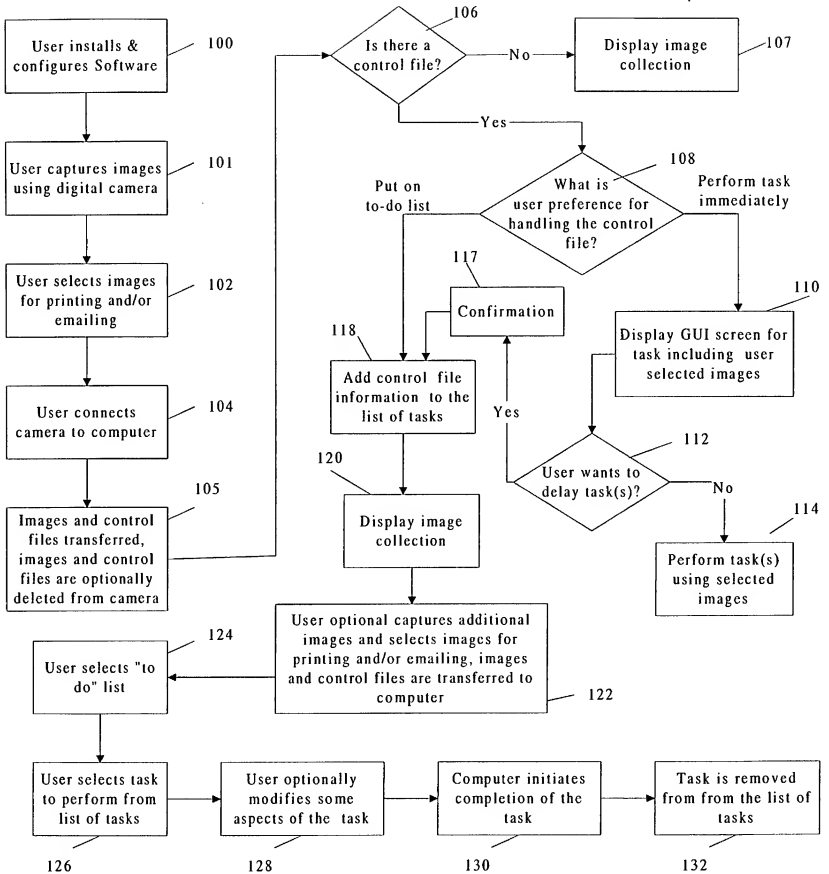 User installs &
configures Software
100
User captures images
using digital camera
101
User selects images
for printing and/or
emailing
102
User connects
camera to computer
104
105
Images and control
files transferred,
images and control
files are optionally
deleted from camera
106
Is there a
control file?
No
Display image
collection
107
Yes
108
What is
user preference for
handling the control
file?
Put on
to-do list
Perform task
immediately
117
Confirmation
110
Display GUI screen for
task including user
selected images
118
Add control file
information to the
list of tasks
Yes
112
User wants to
delay task(s)?
No
114
Perform task(s)
using selected
images
120
Display image
collection
User optional captures additional
images and selects images for
printing and/or emailing, images
and control files are transferred to
computer
122
124
User selects "to
do" list
User selects task
to perform from
list of tasks
126
User optionally
modifies some
aspects of the task
128
Computer initiates
completion of the
task
130
Task is removed
from from the list of
tasks
132